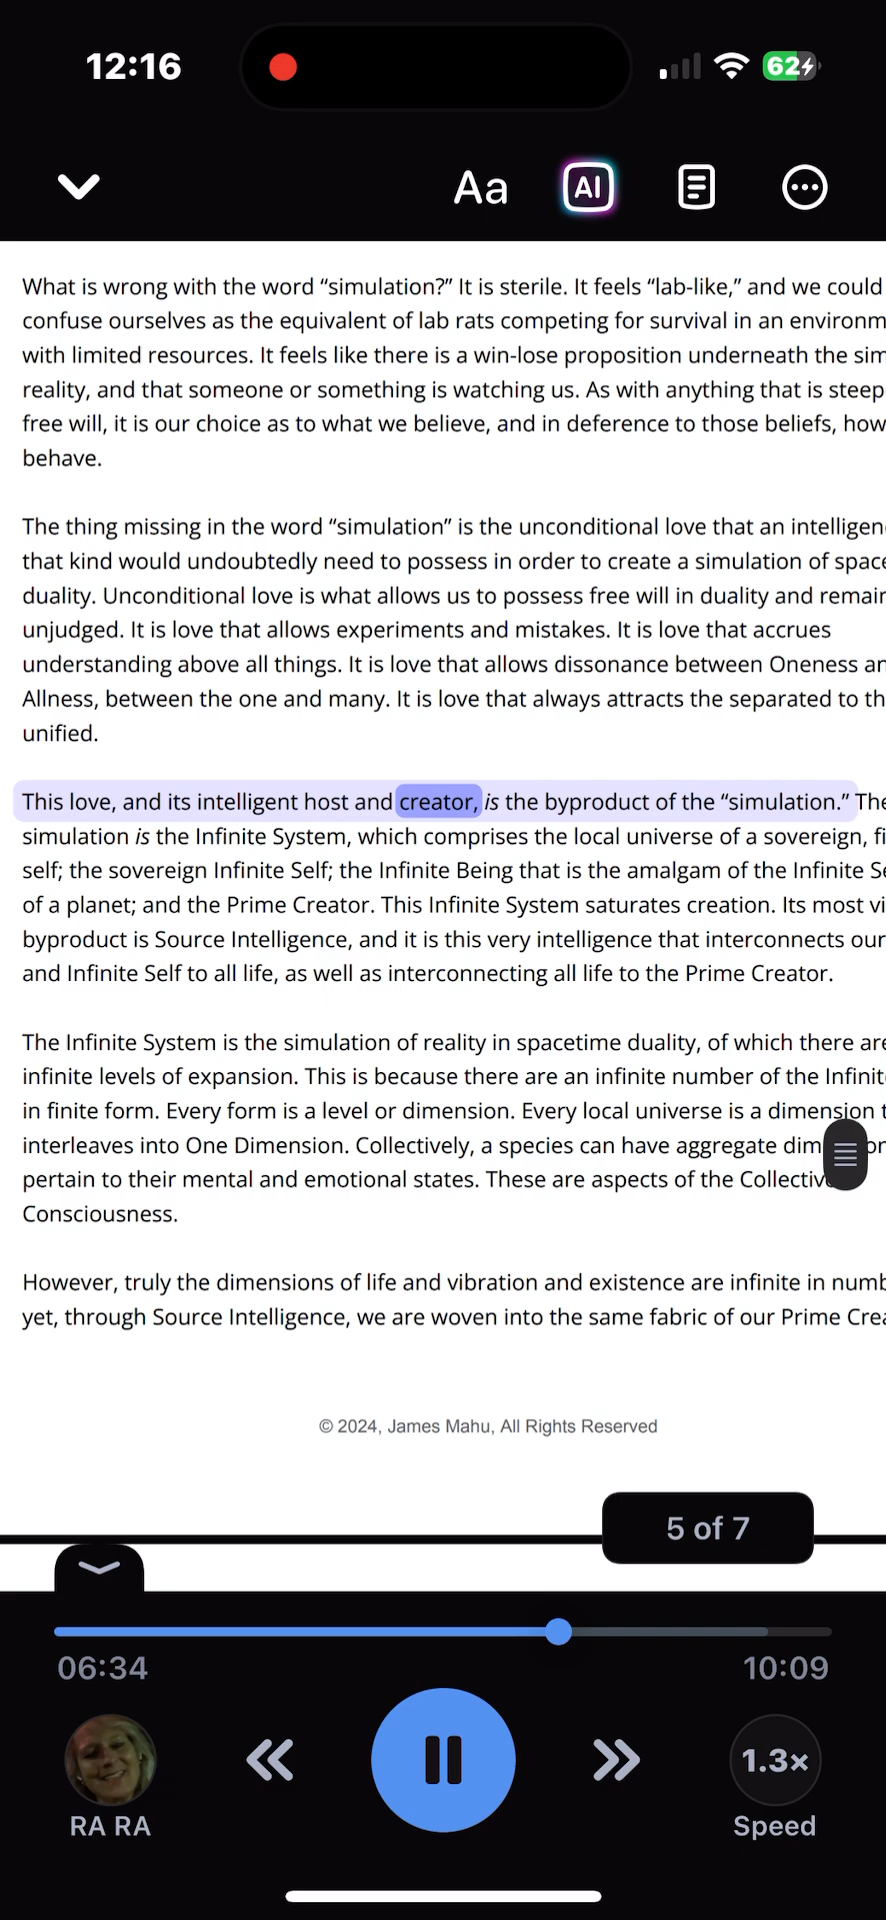 12:16
62
Aa
AI
What is wrong with the word “simulation?” It is sterile. It feels “lab-like,” and we could
confuse ourselves as the equivalent of lab rats competing for survival in an environm
with limited resources. It feels like there is a win-lose proposition underneath the sim
reality, and that someone or something is watching us. As with anything that is steep
free will, it is our choice as to what we believe, and in deference to those beliefs, how
behave.
The thing missing in the word “simulation” is the unconditional love that an intelligen
that kind would undoubtedly need to possess in order to create a simulation of space
duality. Unconditional love is what allows us to possess free will in duality and remain
unjudged. It is love that allows experiments and mistakes. It is love that accrues
understanding above all things. It is love that allows dissonance between Oneness an
Allness, between the one and many. It is love that always attracts the separated to th
unified.
This love, and its intelligent host and creator, is the byproduct of the “simulation.” The
simulation is the Infinite System, which comprises the local universe of a sovereign, fi
self; the sovereign Infinite Self; the Infinite Being that is the amalgam of the Infinite Se
of a planet; and the Prime Creator. This Infinite System saturates creation. Its most vi
byproduct is Source Intelligence, and it is this very intelligence that interconnects our
and Infinite Self to all life, as well as interconnecting all life to the Prime Creator.
The Infinite System is the simulation of reality in spacetime duality, of which there are
infinite levels of expansion. This is because there are an infinite number of the Infinit
in finite form. Every form is a level or dimension. Every local universe is a dimension t
interleaves into One Dimension. Collectively, a species can have aggregate dim on
pertain to their mental and emotional states. These are aspects of the Collectiv
Consciousness.
However, truly the dimensions of life and vibration and existence are infinite in numb
yet, through Source Intelligence, we are woven into the same fabric of our Prime Crea
© 2024, James Mahu, All Rights Reserved
5 of 7
06:34
10:09
1.3×
RA RA
Speed